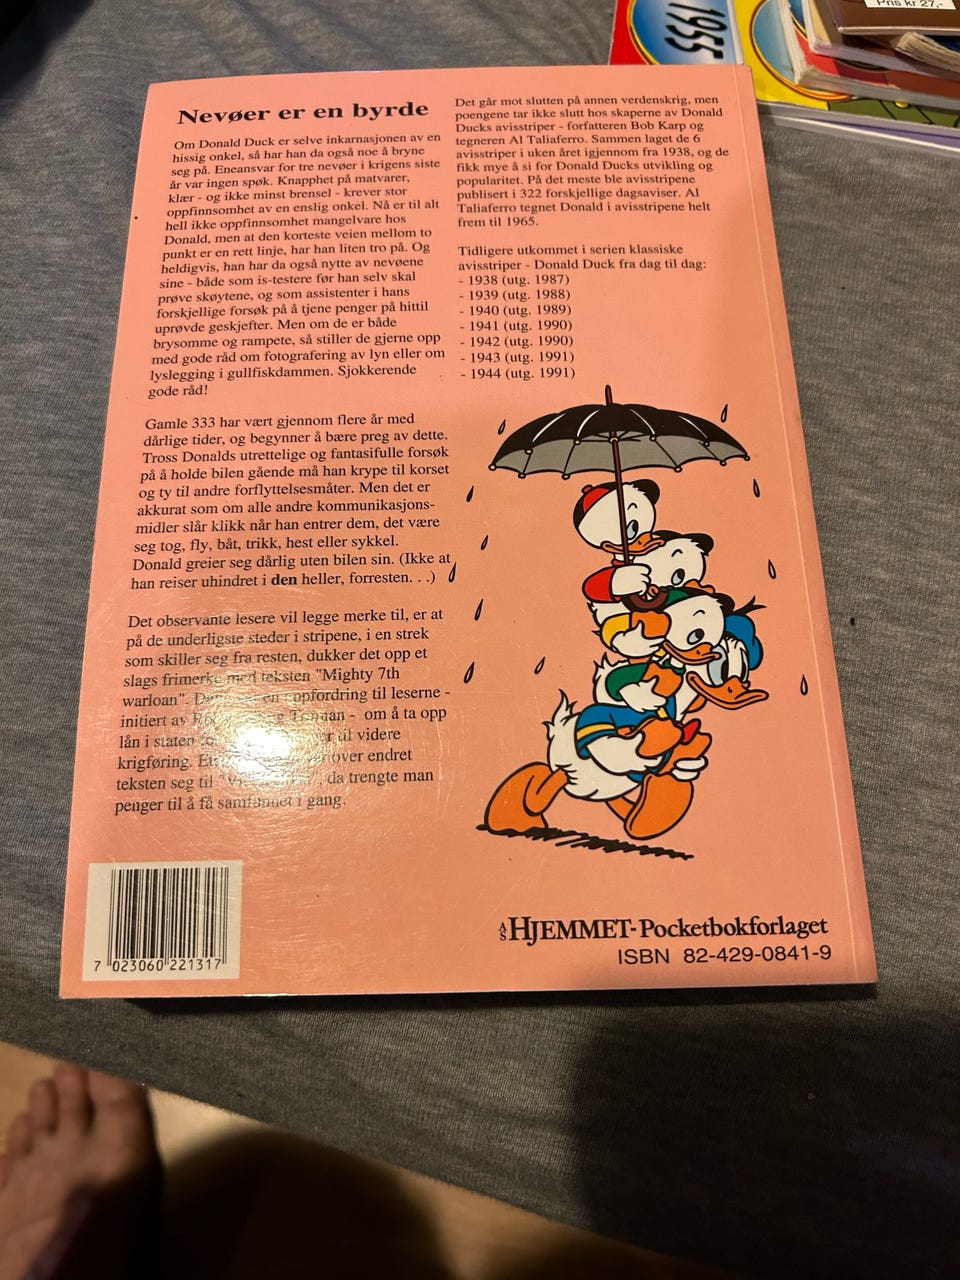 1955
Pris kr 27,-
Nevøer er en byrde
Om Donald Duck er selve inkarnasjonen av en
hissig onkel, så har han da også noe å bryne
seg på. Eneansvar for tre nevøer i krigens siste
år var ingen spøk. Knapphet på matvarer,
klær - og ikke minst brensel - krever stor
oppfinnsomhet av en enslig onkel. Nå er til alt
hell ikke oppfinnsomhet mangelvare hos
Donald, men at den korteste veien mellom to
punkt er en rett linje, har han liten tro på. Og
heldigvis, han har da også nytte av nevøene
sine - både som is-testere før han selv skal
prøve skøytene, og som assistenter i hans
forskjellige forsøk på å tjene penger på hittil
uprøvde geskjefter. Men om de er både
brysomme og rampete, så stiller de gjerne opp
med gode råd om fotografering av lyn eller om
lyslegging i gullfiskdammen. Sjokkerende
gode råd!
Gamle 333 har vært gjennom flere år med
dårlige tider, og begynner å bære preg av dette.
Tross Donalds utrettelige og fantasifulle forsøk
på å holde bilen gående må han krype til korset
og ty til andre forflyttelsesmåter. Men det er
akkurat som om alle andre kommunikasjons-
midler slår klikk når han entrer dem, det være
seg tog, fly, båt, trikk, hest eller sykkel.
Donald greier seg dårlig uten bilen sin. (Ikke at
han reiser uhindret i den heller, forresten. . .)
Det observante lesere vil legge merke til, er at
på de underligste steder i stripene, i en strek
som skiller seg fra resten, dukker det opp et
slags frimerke med teksten "Mighty 7th
warloan". en oppfordring til leserne -
initiert av - om å ta opp
lån i staten til videre
krigføring. over endret
teksten seg til da trengte man
penger til å få samfunnet i gang.
Det går mot slutten på annen verdenskrig, men
poengene tar ikke slutt hos skaperne av Donald
Ducks avisstriper - forfatteren Bob Karp og
tegneren Al Taliaferro. Sammen laget de 6
avisstriper i uken året igjennom fra 1938, og de
fikk mye å si for Donald Ducks utvikling og
popularitet. På det meste ble avisstripene
publisert i 322 forskjellige dagsaviser. Al
Taliaferro tegnet Donald i avisstripene helt
frem til 1965.
Tidligere utkommet i serien klassiske
avisstriper - Donald Duck fra dag til dag:
- 1938 (utg. 1987)
- 1939 (utg. 1988)
- 1940 (utg. 1989)
- 1941 (utg. 1990)
- 1942 (utg. 1990)
- 1943 (utg. 1991)
- 1944 (utg. 1991)
A/S HJEMMET-Pocketbokforlaget
ISBN 82-429-0841-9
7 023060 221317